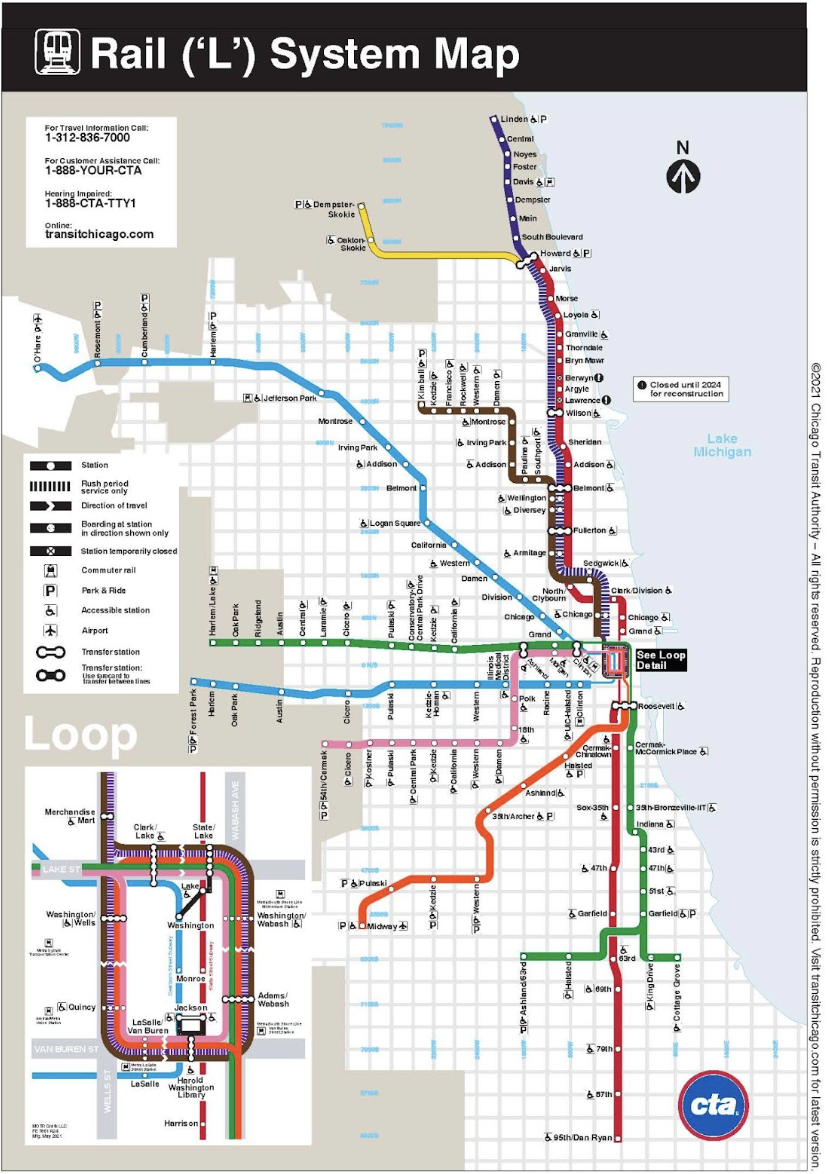 Rail (‘L’) System Map
For Travel Information Call:
1-312-836-7000
For Customer Assistance Call:
1-888-YOUR-CTA
Hearing Impaired:
1-888-CTA-TTY1
Online:
transitchicago.com
N
Linden P
Central
Noyes
Foster
Davis
Dempster
Main
South Boulevard
Howard P
P Dempster-
Skokie
Oakton-
Skokie
Jarvis
Morse
Loyola
Granville
Thorndale
Bryn Mawr
Berwyn !
Argyle
Lawrence !
Wilson
Sheridan
Addison
Belmont
Fullerton
! Closed until 2024
for reconstruction
Lake
Michigan
O'Hare
Rosemont P
Cumberland P
Harlem P
Jefferson Park
Montrose
Irving Park
Addison
Belmont
Logan Square
California
Western
Damen
Division
Chicago
Grand
Kimball P
Kedzie
Francisco
Rockwell
Western
Damen
Montrose
Irving Park
Addison
Paulina
Southport
Wellington
Diversey
Armitage
Sedgwick
North/
Clybourn
Clark/Division
Chicago
Chicago
Grand
See Loop
Detail
Station
Rush period
service only
Direction of travel
Boarding at station
in direction shown only
Station temporarily closed
Commuter rail
P Park & Ride
Accessible station
Airport
Transfer station
Transfer station:
Use farecard to
transfer between lines
Harlem/Lake
Oak Park
Ridgeland
Austin
Central
Laramie
Cicero
Pulaski
Conservatory-
Central Park Drive
Kedzie
California
Ashland
Morgan
Clinton
Forest Park P
Harlem
Oak Park
Austin
Cicero
Pulaski
Kedzie-
Homan
Western
Illinois
Medical
District
Racine
UIC-Halsted
Clinton
Polk
18th
54th/Cermak P
Cicero
Kostner
Pulaski
Central Park
Kedzie
California
Western
Damen
Roosevelt
Cermak-
Chinatown
Cermak-
McCormick Place
Halsted
P
Ashland
35th/Archer P
Western
Kedzie
P Pulaski
P Midway
Sox-35th
35th-Bronzeville-IIT
Indiana
43rd
47th
47th
51st
Garfield
Garfield P
63rd
Ashland/63rd P
Halsted
King Drive
Cottage Grove
69th
79th
87th
95th/Dan Ryan
Loop
Merchandise
Mart
Clark/
Lake
State/
Lake
WABASH AVE
LAKE ST
Lake
Washington
Washington/
Wells
Washington/
Wabash
Monroe
Quincy
Jackson
Adams/
Wabash
LaSalle/
Van Buren
VAN BUREN ST
LaSalle
Harold
Washington
Library
WELLS ST
Harrison
cta
©2021 Chicago Transit Authority – All rights reserved. Reproduction without permission is strictly prohibited. Visit transitchicago.com for latest version.